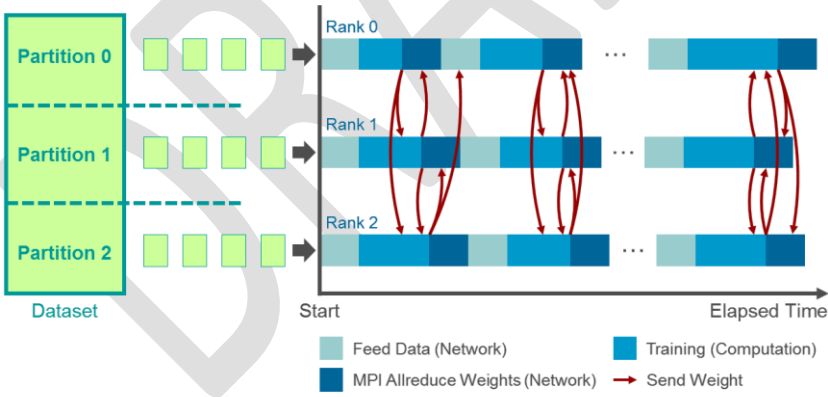 Rank 0
Partition 0
...
Rank 1
Partition 1
...
Rank 2
Partition 2
...
Dataset
Start
Elapsed Time
Feed Data (Network)
Training (Computation)
MPI Allreduce Weights (Network)
Send Weight
DRAFT